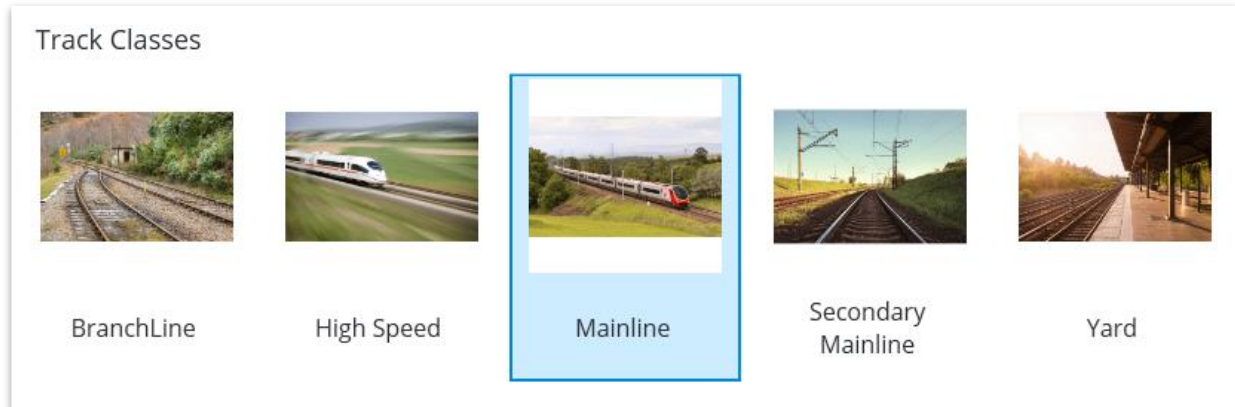 Track Classes
BranchLine
High Speed
Mainline
Secondary
Mainline
Yard